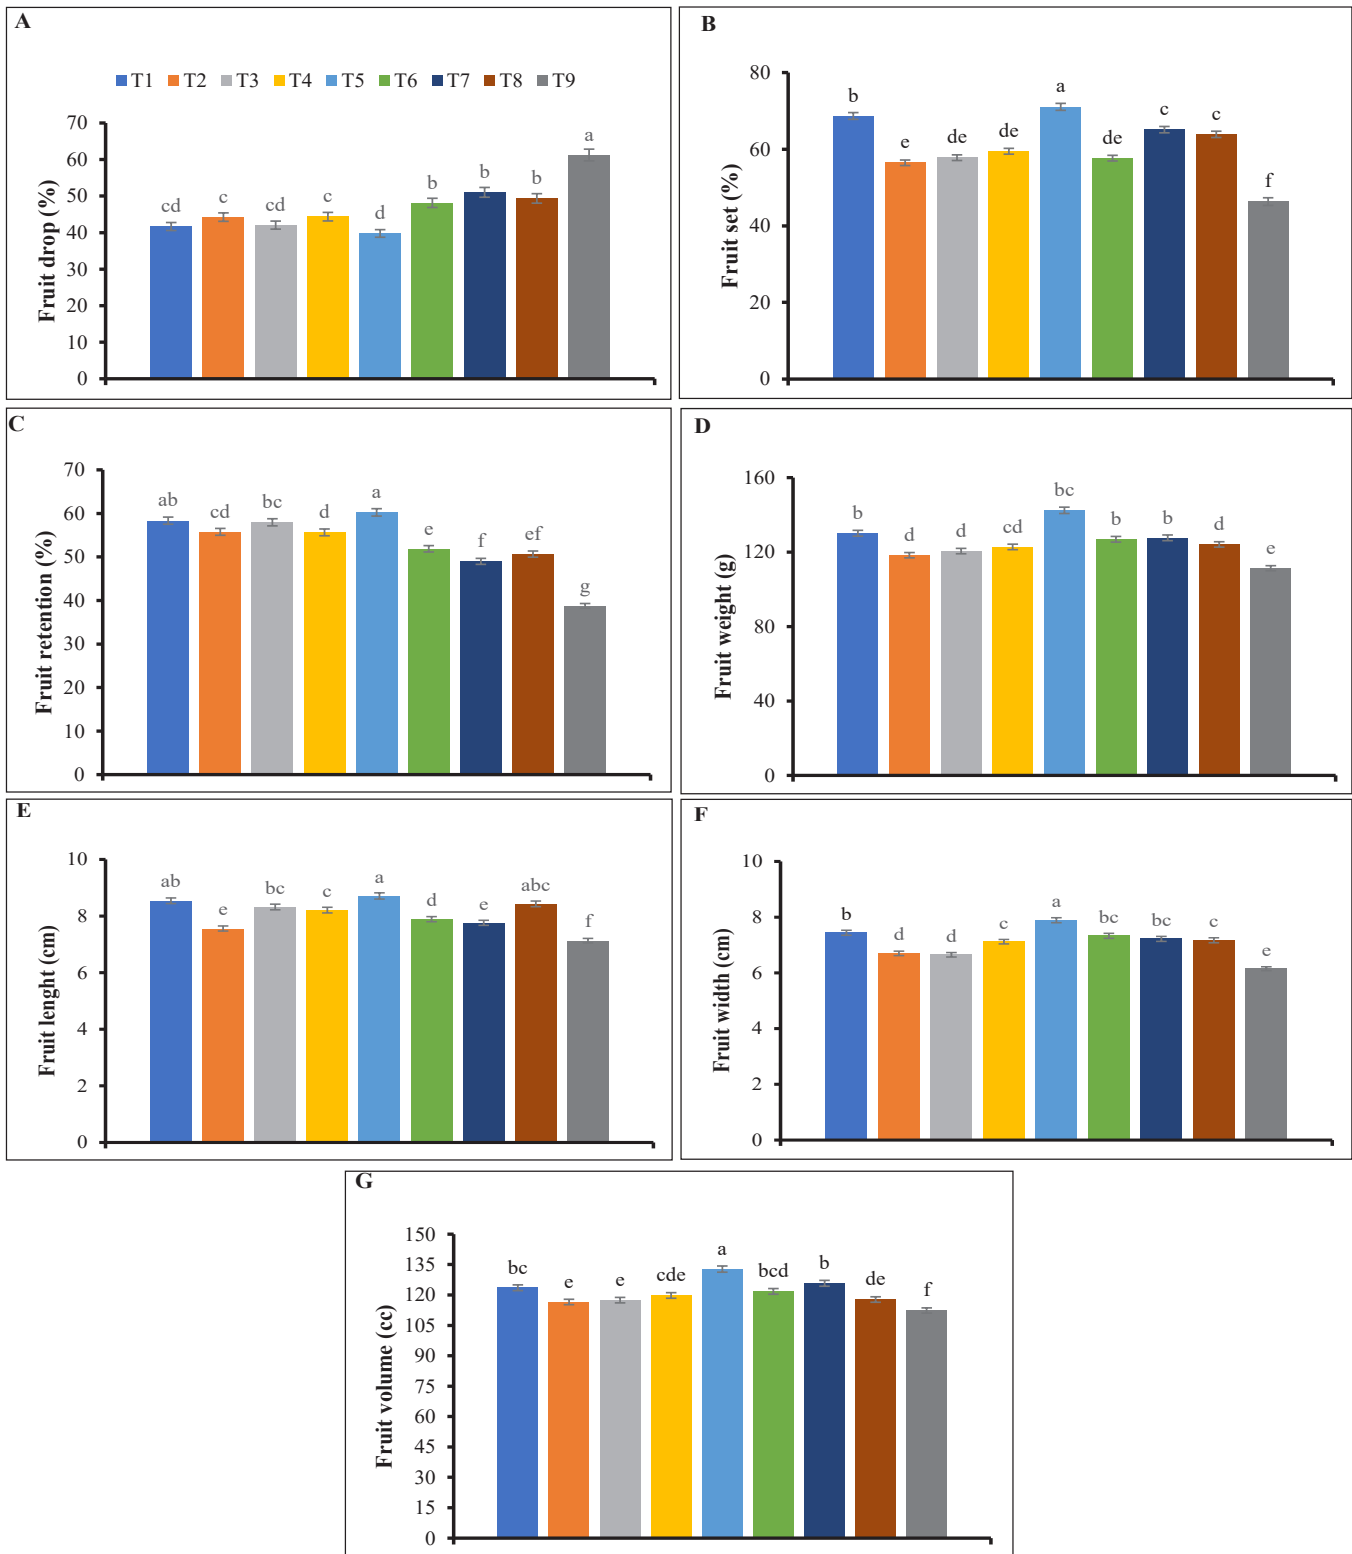 A
T1 T2 T3 T4 T5 T6 T7 T8 T9
Fruit drop (%)
70
60
50
40
30
20
10
0
cd c cd c d b b b a
B
Fruit set (%)
80
60
40
20
0
b e de de a de c c f
C
Fruit retention (%)
70
60
50
40
30
20
10
0
ab cd bc d a e f ef g
D
Fruit weight (g)
160
120
80
40
0
b d d cd bc b b d e
E
Fruit lenght (cm)
10
8
6
4
2
0
ab e bc c a d e abc f
F
Fruit width (cm)
10
8
6
4
2
0
b d d c a bc bc c e
G
Fruit volume (cc)
150
135
120
105
90
75
60
45
30
15
0
bc e e cde a bcd b de f